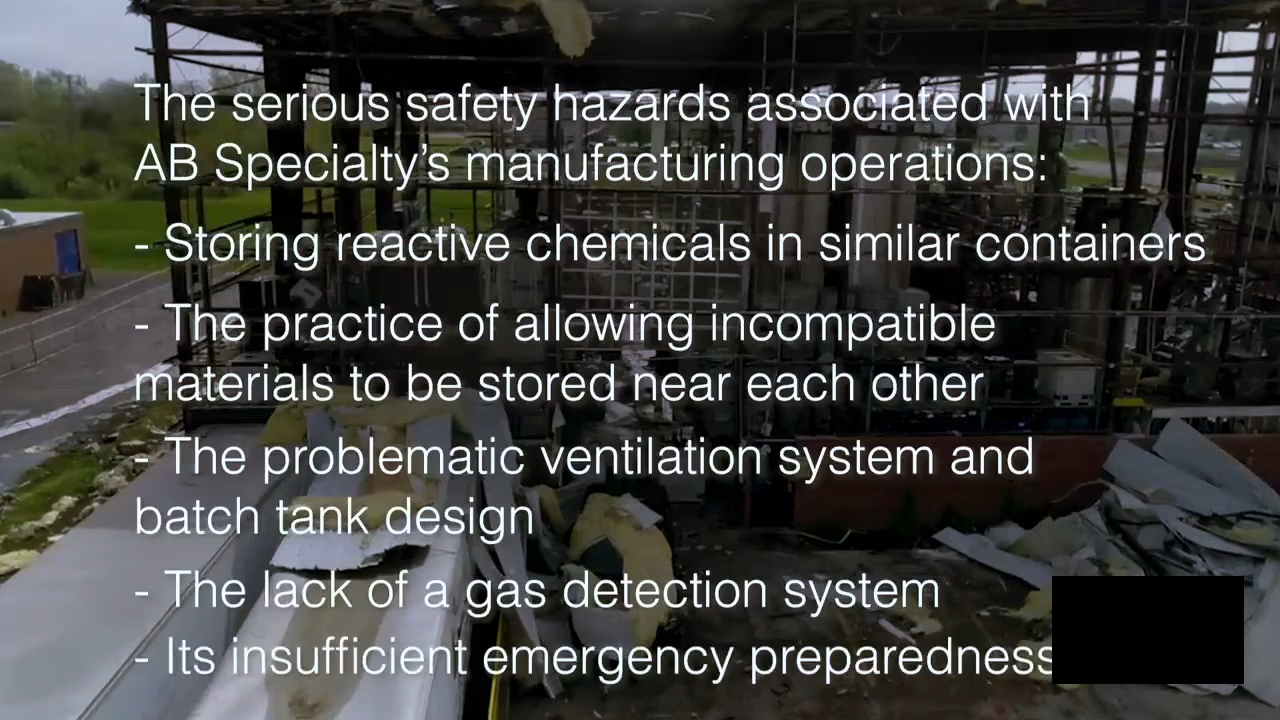 The serious safety hazards associated with
AB Specialty’s manufacturing operations:
- Storing reactive chemicals in similar containers
- The practice of allowing incompatible
materials to be stored near each other
- The problematic ventilation system and
batch tank design
- The lack of a gas detection system
- Its insufficient emergency preparedness